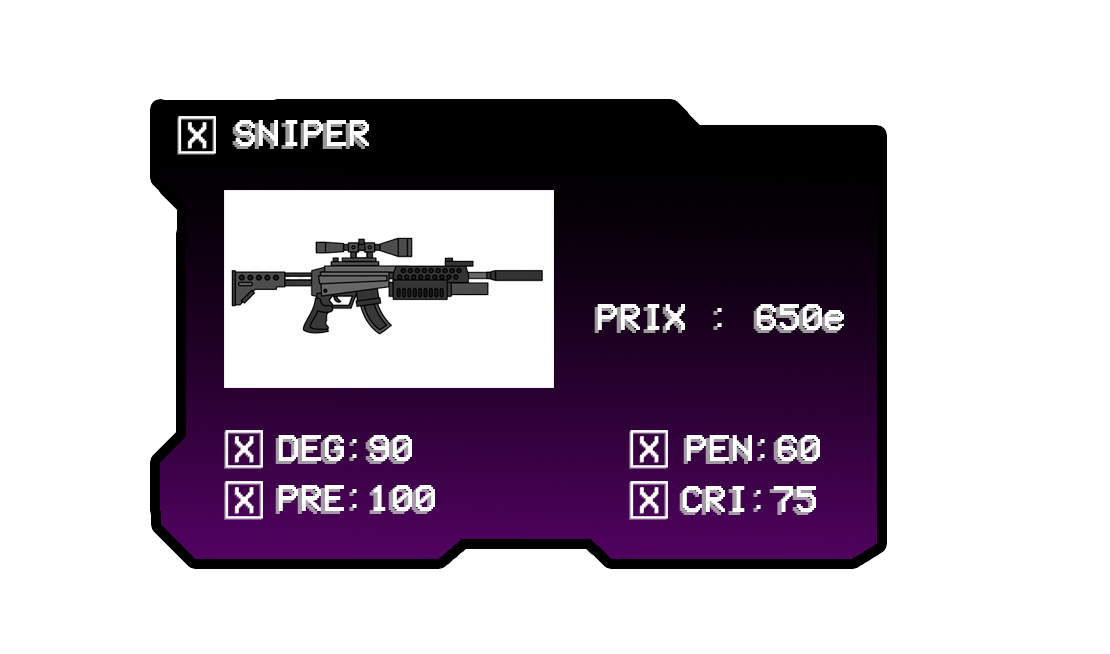 X SNIPER
PRIX : 650e
X DEG:90
X PEN:60
X PRE:100
X CRI:75